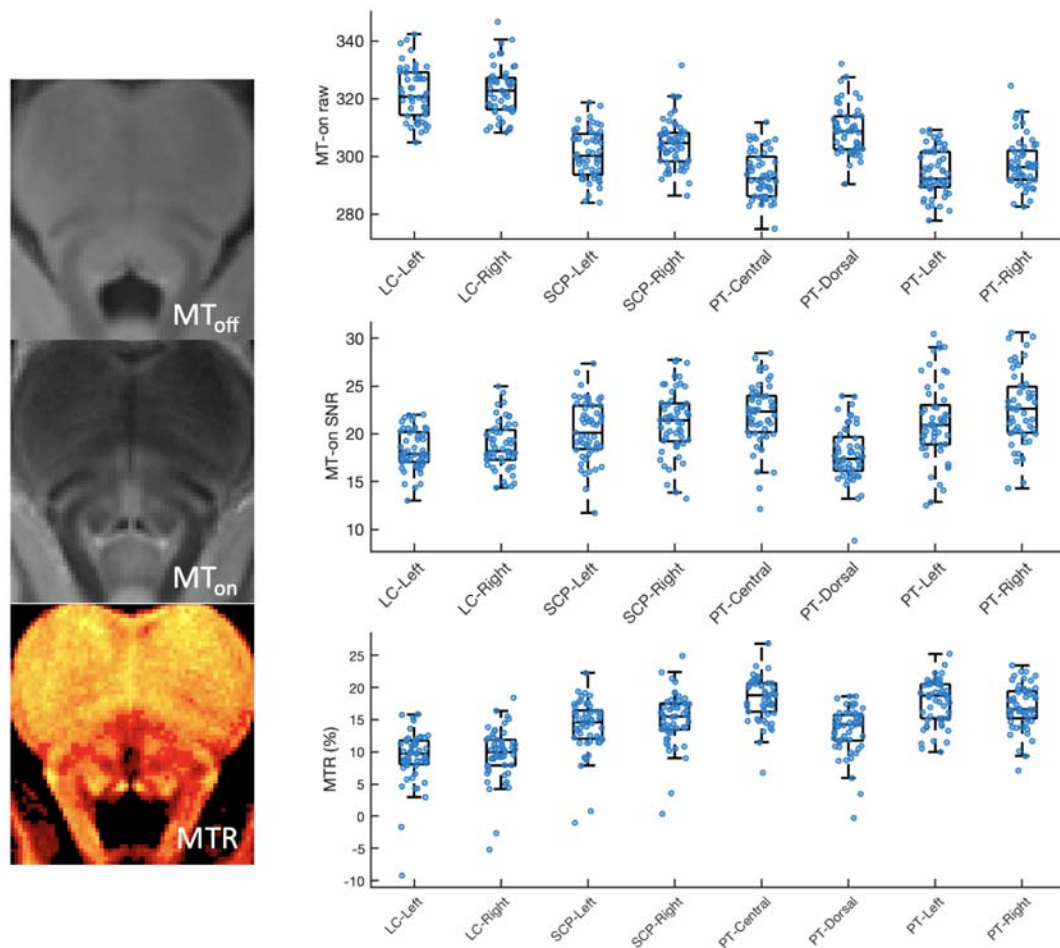 MToff
MTon
MTR
MT-on raw
340
320
300
280
LC-Left
LC-Right
SCP-Left
SCP-Right
PT-Central
PT-Dorsal
PT-Left
PT-Right
MT-on SNR
30
25
20
15
10
LC-Left
LC-Right
SCP-Left
SCP-Right
PT-Central
PT-Dorsal
PT-Left
PT-Right
MTR (%)
25
20
15
10
5
0
-5
-10
LC-Left
LC-Right
SCP-Left
SCP-Right
PT-Central
PT-Dorsal
PT-Left
PT-Right